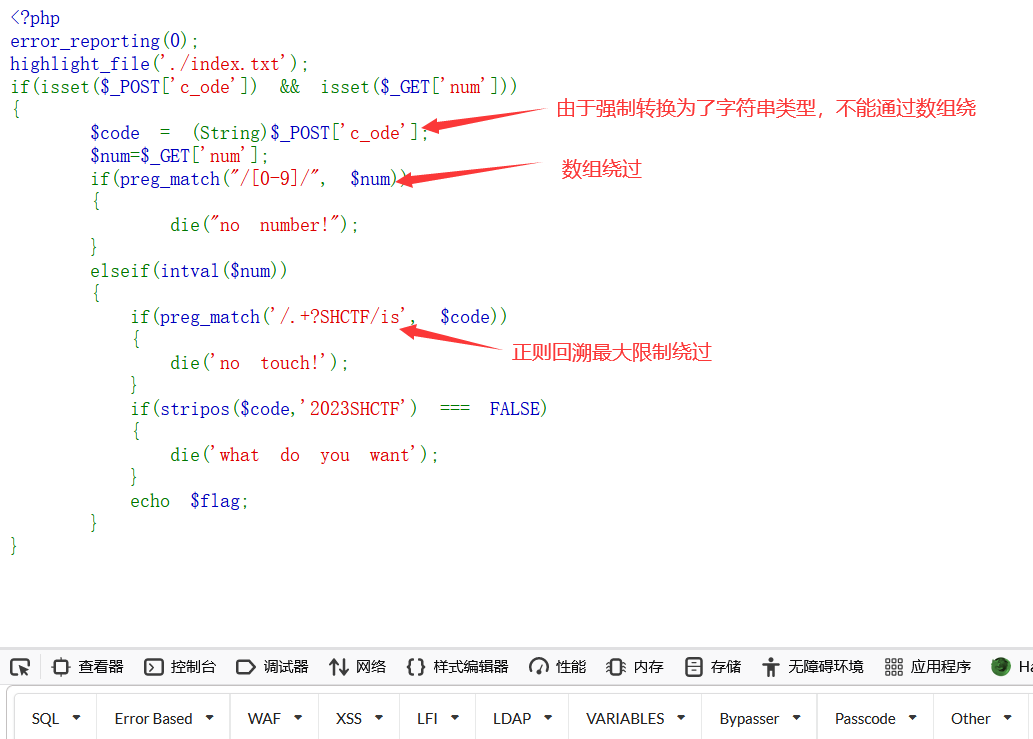 <?php
error_reporting(0);
highlight_file('./index.txt');
if(isset($_POST['c_ode']) && isset($_GET['num']))
{
$code = (String)$_POST['c_ode'];
由于强制转换为了字符串类型，不能通过数组绕
$num=$_GET['num'];
if(preg_match("/[0-9]/", $num))
数组绕过
{
die("no number!");
}
elseif(intval($num))
{
if(preg_match('/.+?SHCTF/is', $code))
{
正则回溯最大限制绕过
die('no touch!');
}
if(stripos($code,'2023SHCTF') === FALSE)
{
die('what do you want');
}
echo $flag;
}
}
查看器 控制台 调试器 网络 {} 样式编辑器 性能 内存 存储 无障碍环境 应用程序 Ha
SQL Error Based WAF XSS LFI LDAP VARIABLES Bypasser Passcode Other